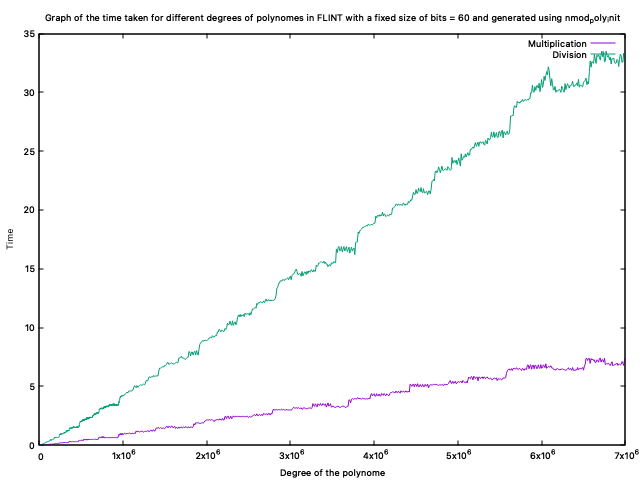 Graph of the time taken for different degrees of polynomes in FLINT with a fixed size of bits = 60 and generated using nmodpolyinit
Multiplication
Division
35
30
25
20
15
10
5
0
Time
0 1x10^6 2x10^6 3x10^6 4x10^6 5x10^6 6x10^6 7x10^6
Degree of the polynome